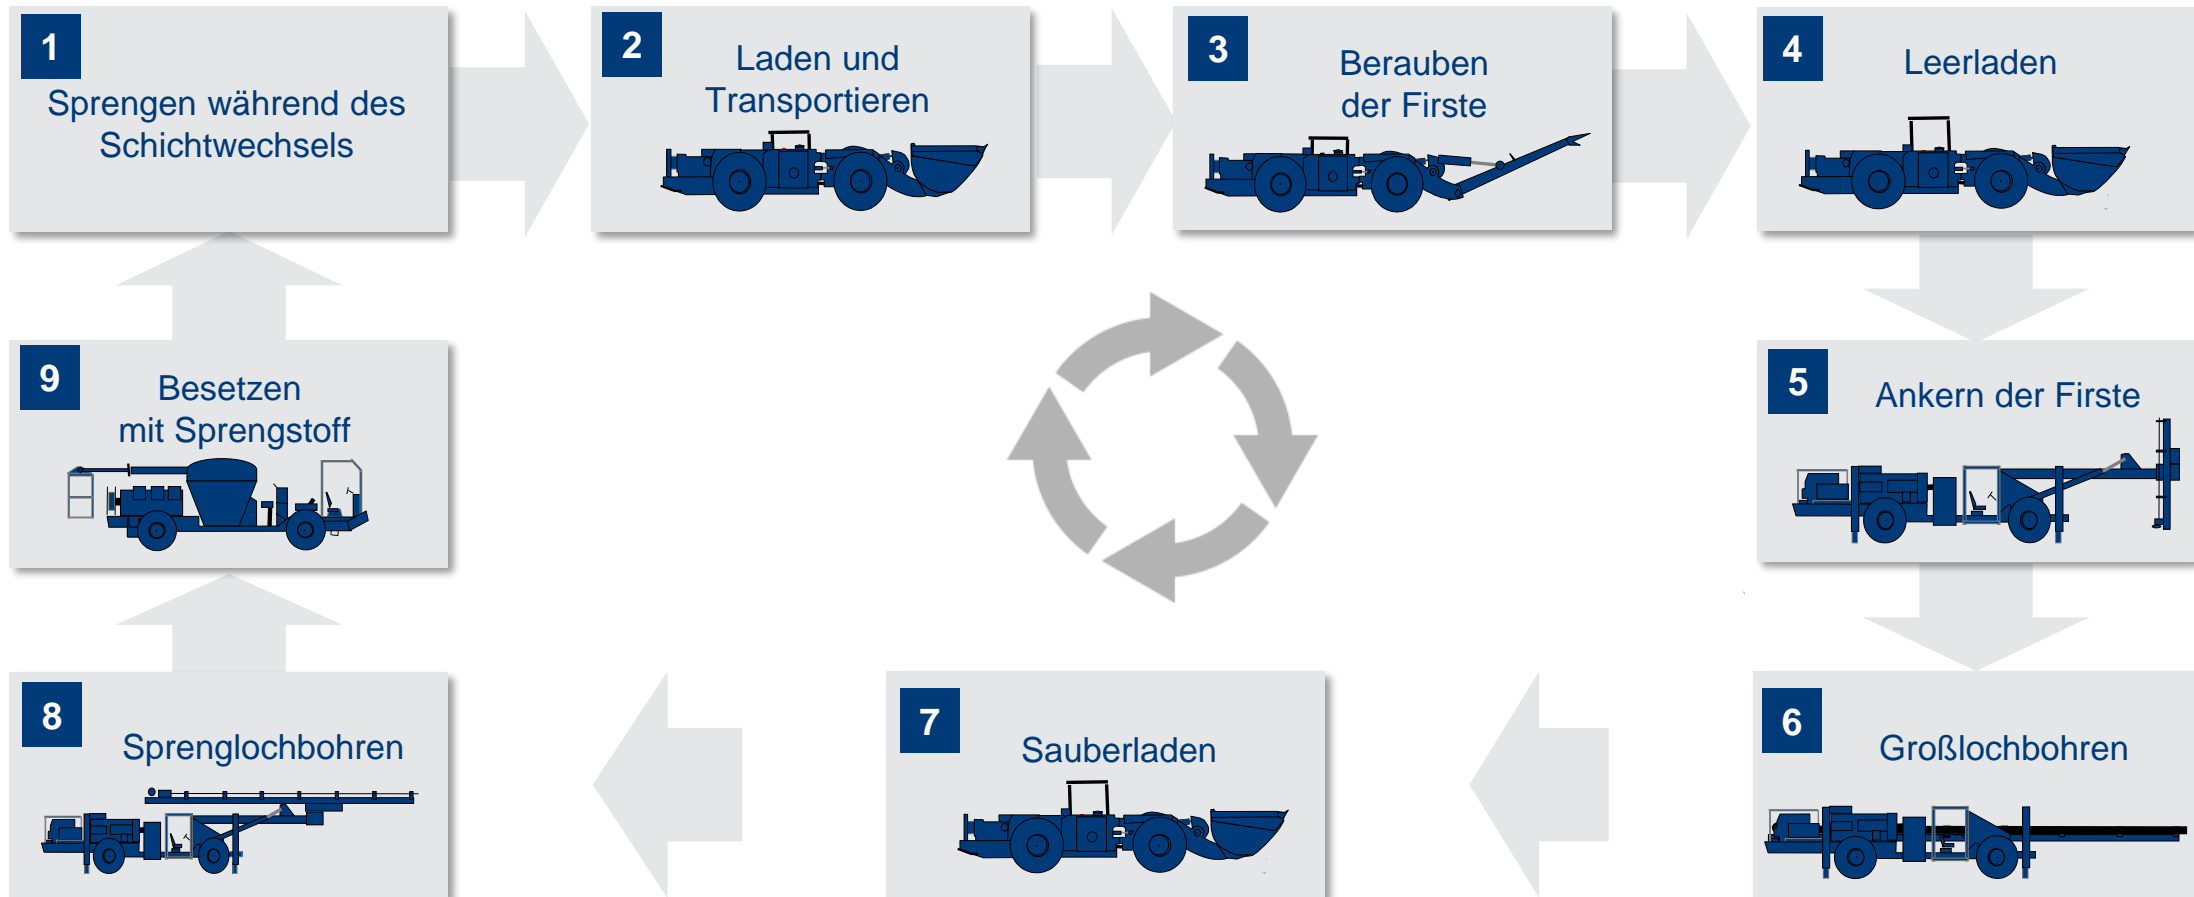 1
Sprengen während des
Schichtwechsels
2
Laden und
Transportieren
3
Berauben
der Firste
4
Leerladen
5
Ankern der Firste
6
Großlochbohren
7
Sauberladen
8
Sprenglochbohren
9
Besetzen
mit Sprengstoff